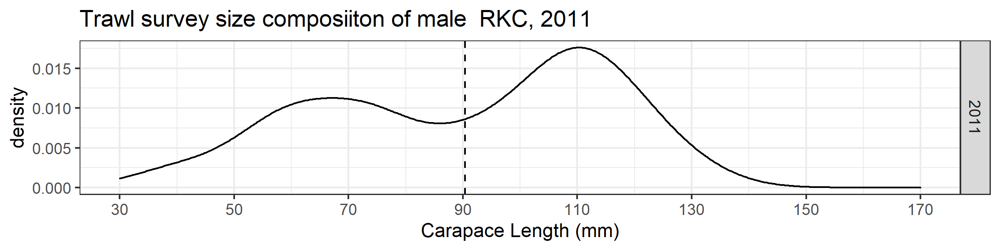 Trawl survey size composiiton of male  RKC, 2011
0.015
0.010
0.005
0.000
density
2011
30 50 70 90 110 130 150 170
Carapace Length (mm)